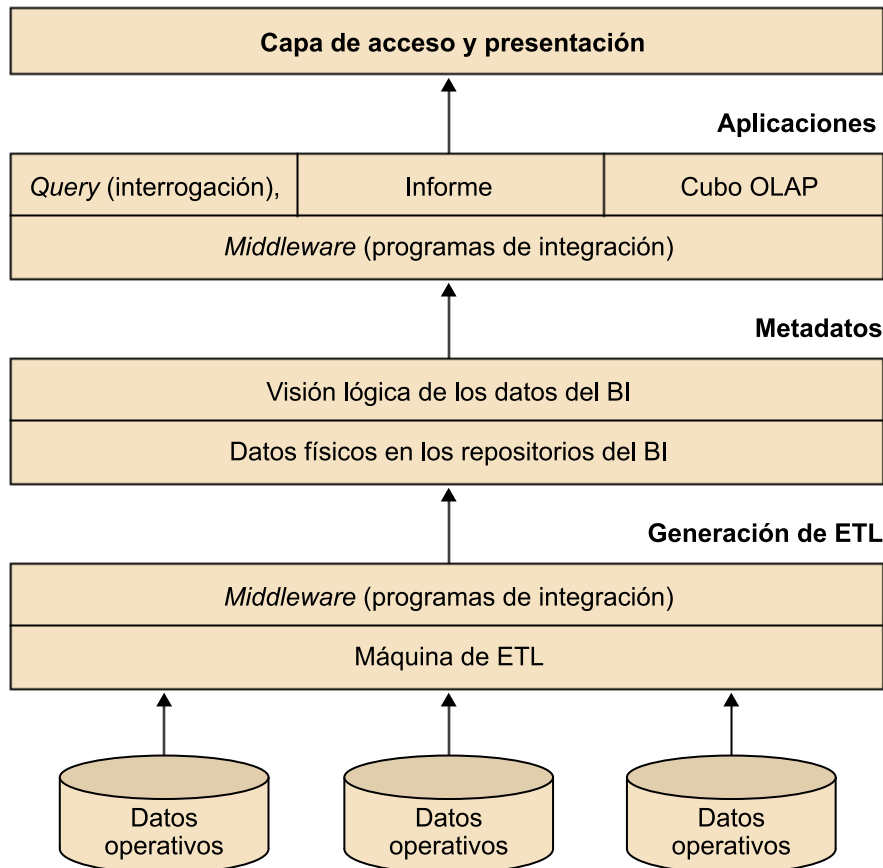 Capa de acceso y presentación
Aplicaciones
Query (interrogación),
Informe
Cubo OLAP
Middleware (programas de integración)
Metadatos
Visión lógica de los datos del BI
Datos físicos en los repositorios del BI
Generación de ETL
Middleware (programas de integración)
Máquina de ETL
Datos
operativos
Datos
operativos
Datos
operativos